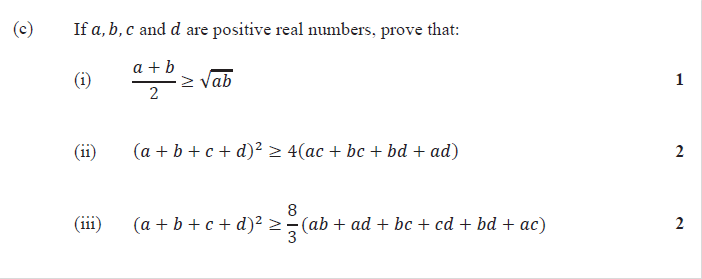 (c) If a, b, c and d are positive real numbers, prove that:
(i) (a + b)/2 ≥ √(ab) 1
(ii) (a + b + c + d)² ≥ 4(ac + bc + bd + ad) 2
(iii) (a + b + c + d)² ≥ 8/3 (ab + ad + bc + cd + bd + ac) 2